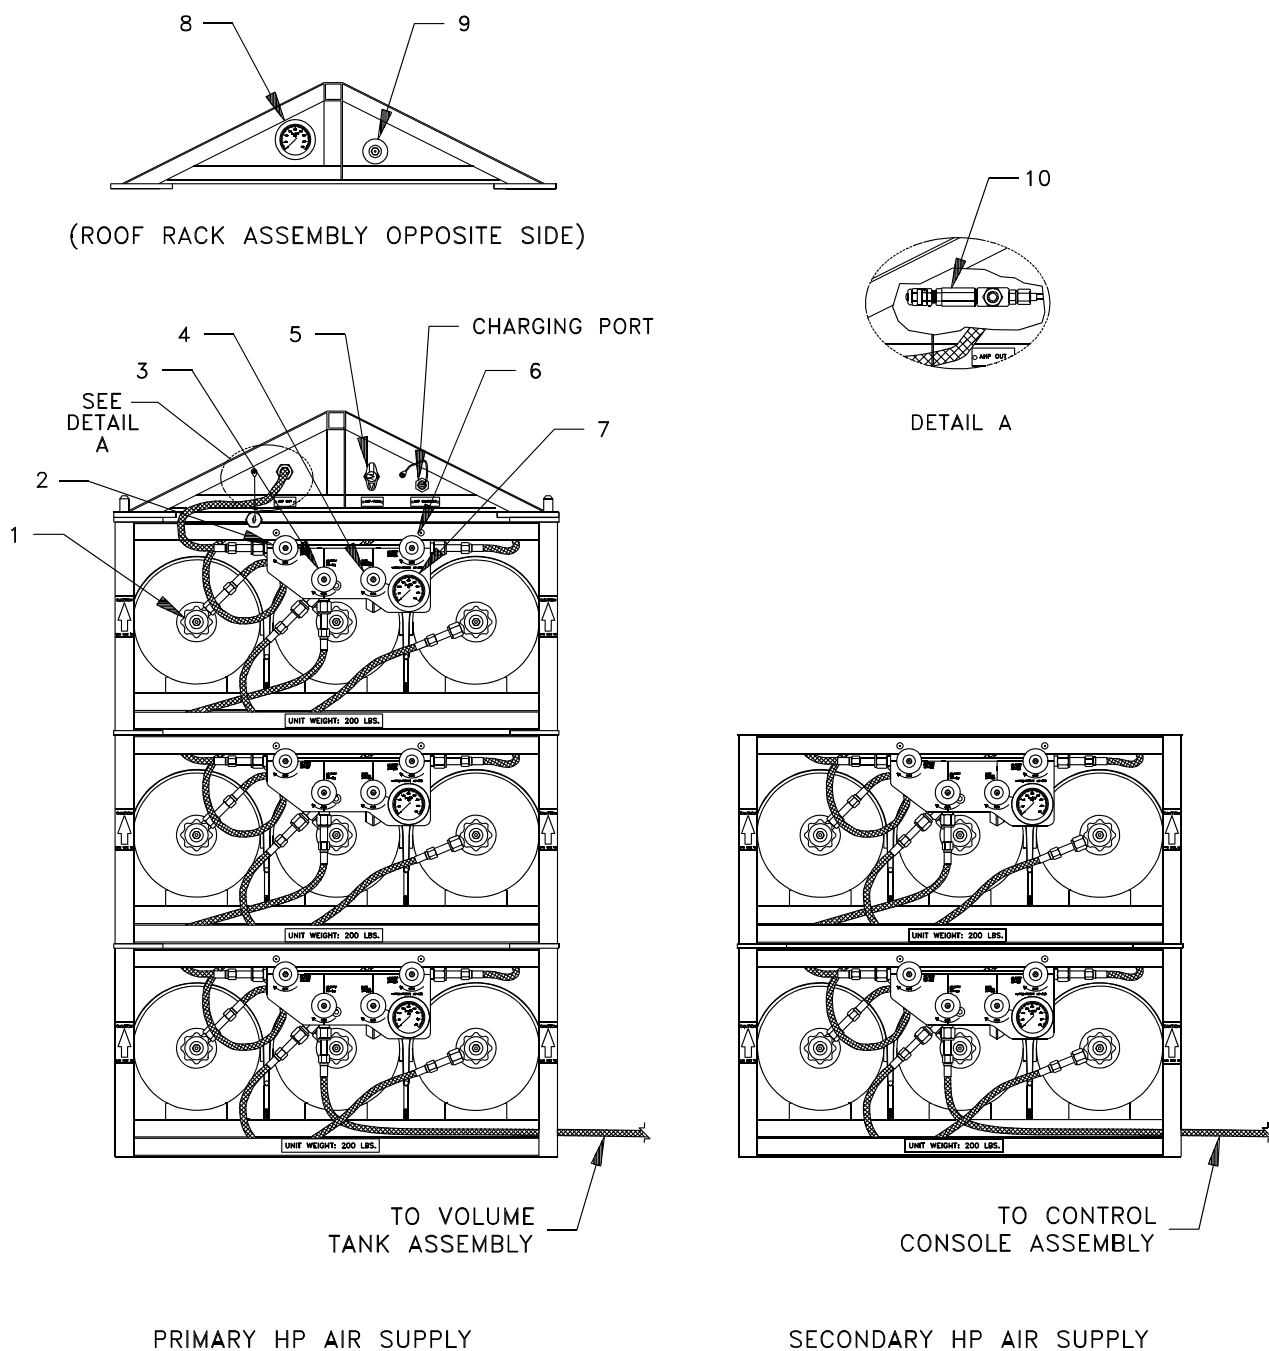 8
9
(ROOF RACK ASSEMBLY OPPOSITE SIDE)
10
AMP OUT
DETAIL A
4
5
CHARGING PORT
3
6
SEE
DETAIL
A
7
2
1
UNIT WEIGHT: 200 LBS.
UNIT WEIGHT: 200 LBS.
UNIT WEIGHT: 200 LBS.
UNIT WEIGHT: 200 LBS.
UNIT WEIGHT: 200 LBS.
TO VOLUME
TANK ASSEMBLY
TO CONTROL
CONSOLE ASSEMBLY
PRIMARY HP AIR SUPPLY
SECONDARY HP AIR SUPPLY